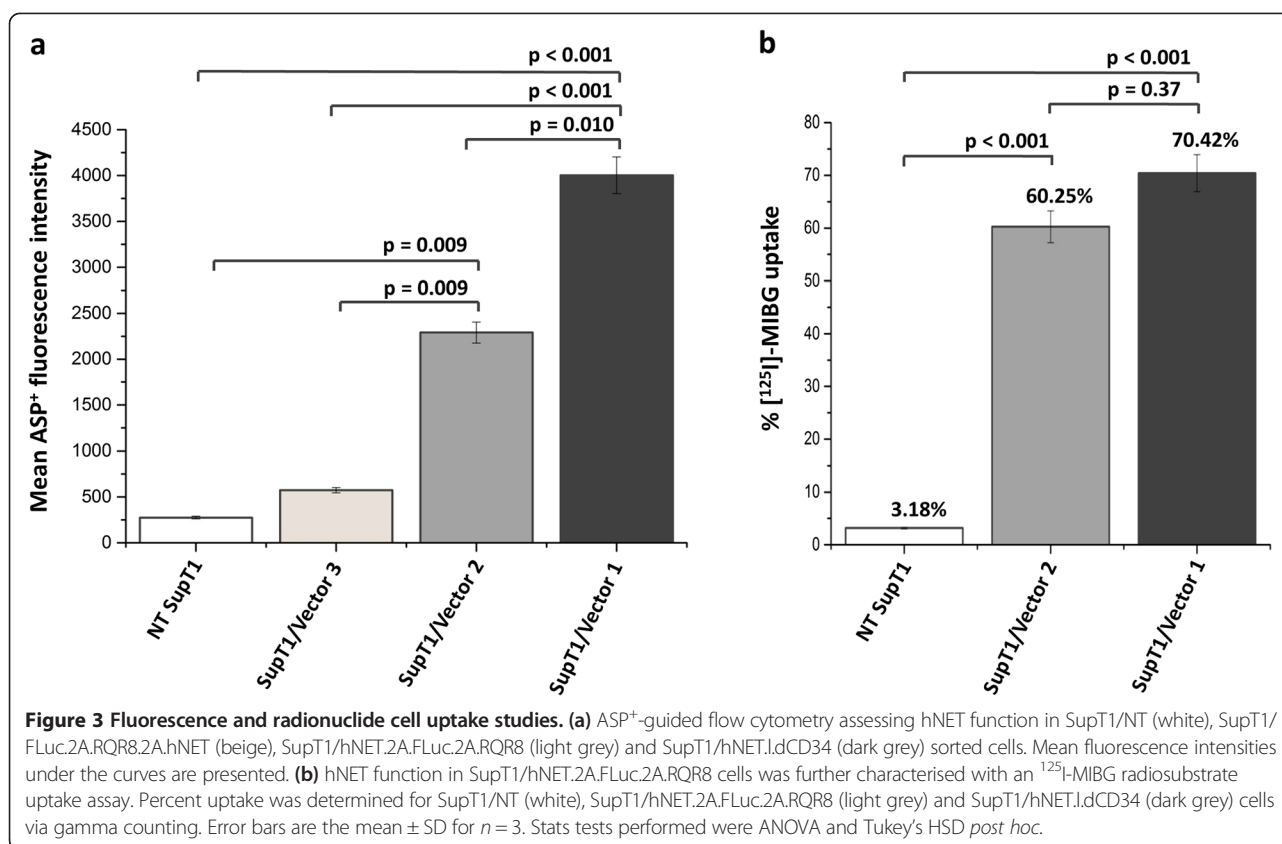 a
p < 0.001
p < 0.001
p = 0.010
p = 0.009
p = 0.009
Mean ASP⁺ fluorescence intensity
4500
4000
3500
3000
2500
2000
1500
1000
500
0
NT SupT1
SupT1/Vector 3
SupT1/Vector 2
SupT1/Vector 1
b
p < 0.001
p = 0.37
p < 0.001
% [¹²⁵I]-MIBG uptake
80
70
60
50
40
30
20
10
0
3.18%
60.25%
70.42%
NT SupT1
SupT1/Vector 2
SupT1/Vector 1
Figure 3 Fluorescence and radionuclide cell uptake studies. (a) ASP⁺-guided flow cytometry assessing hNET function in SupT1/NT (white), SupT1/
FLuc.2A.RQR8.2A.hNET (beige), SupT1/hNET.2A.FLuc.2A.RQR8 (light grey) and SupT1/hNET.I.dCD34 (dark grey) sorted cells. Mean fluorescence intensities
under the curves are presented. (b) hNET function in SupT1/hNET.2A.FLuc.2A.RQR8 cells was further characterised with an ¹²⁵I-MIBG radiosubstrate
uptake assay. Percent uptake was determined for SupT1/NT (white), SupT1/hNET.2A.FLuc.2A.RQR8 (light grey) and SupT1/hNET.I.dCD34 (dark grey) cells
via gamma counting. Error bars are the mean ± SD for n = 3. Stats tests performed were ANOVA and Tukey's HSD post hoc.